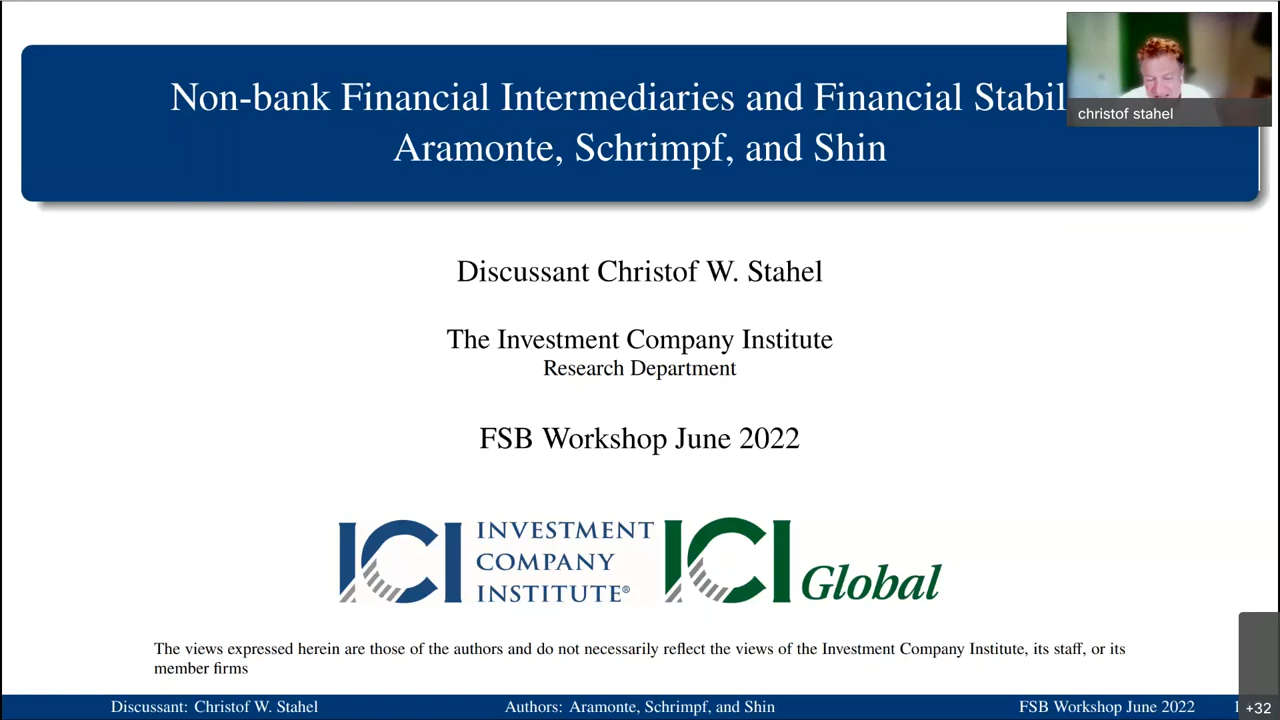 Non-bank Financial Intermediaries and Financial Stabil
Aramonte, Schrimpf, and Shin
christof stahel
Discussant Christof W. Stahel
The Investment Company Institute
Research Department
FSB Workshop June 2022
ICI INVESTMENT COMPANY INSTITUTE®
ICI Global
The views expressed herein are those of the authors and do not necessarily reflect the views of the Investment Company Institute, its staff, or its
member firms
Discussant: Christof W. Stahel Authors: Aramonte, Schrimpf, and Shin FSB Workshop June 2022
+32